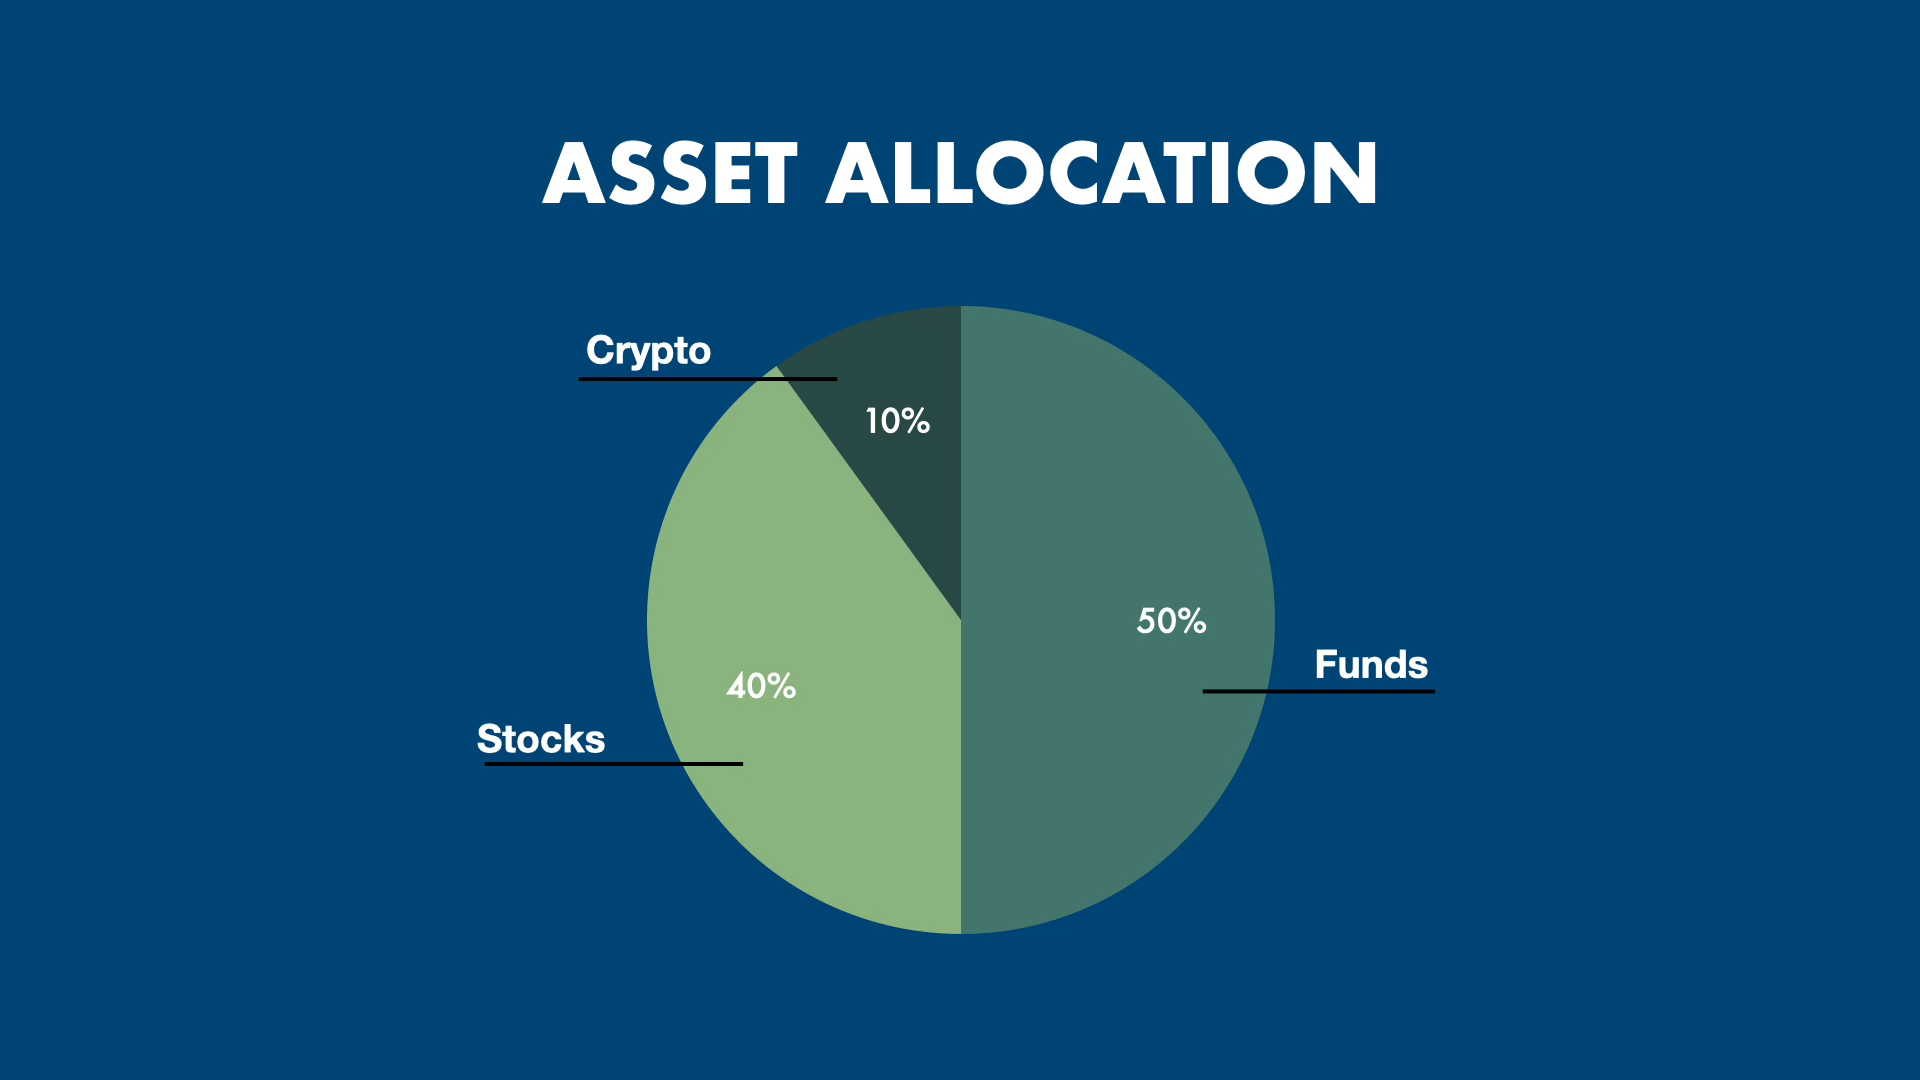 ASSET ALLOCATION
Crypto
10%
50%
Funds
40%
Stocks